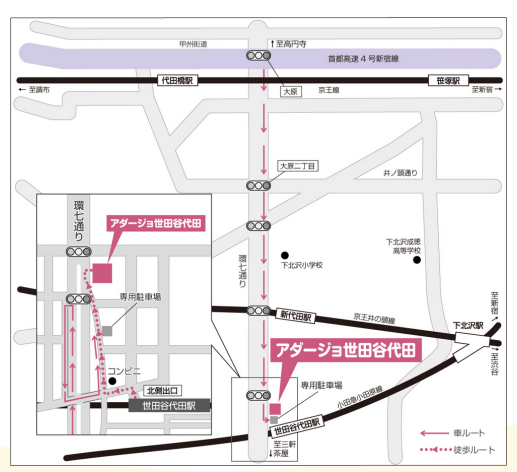 甲州街道
↑至高円寺
首都高速4号新宿線
代田橋駅
笹塚駅
←至調布
大原
京王線
至新宿→
大原二丁目
井ノ頭通り
環七通り
アダージョ世田谷代田
専用駐車場
コンビニ
北側出口
世田谷代田駅
環七通り
下北沢小学校
下北沢成徳
高等学校
新代田駅
京王井の頭線
至新宿
下北沢駅
至渋谷
アダージョ世田谷代田
専用駐車場
世田谷代田駅
小田急小田原線
至三軒
茶屋
車ルート
徒歩ルート